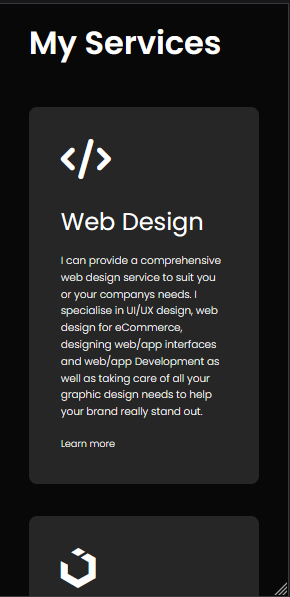 My Services
Web Design
I can provide a comprehensive
web design service to suit you
or your companys needs. I
specialise in UI/UX design, web
design for eCommerce,
designing web/app interfaces
and web/app Development as
well as taking care of all your
graphic design needs to help
your brand really stand out.
Learn more